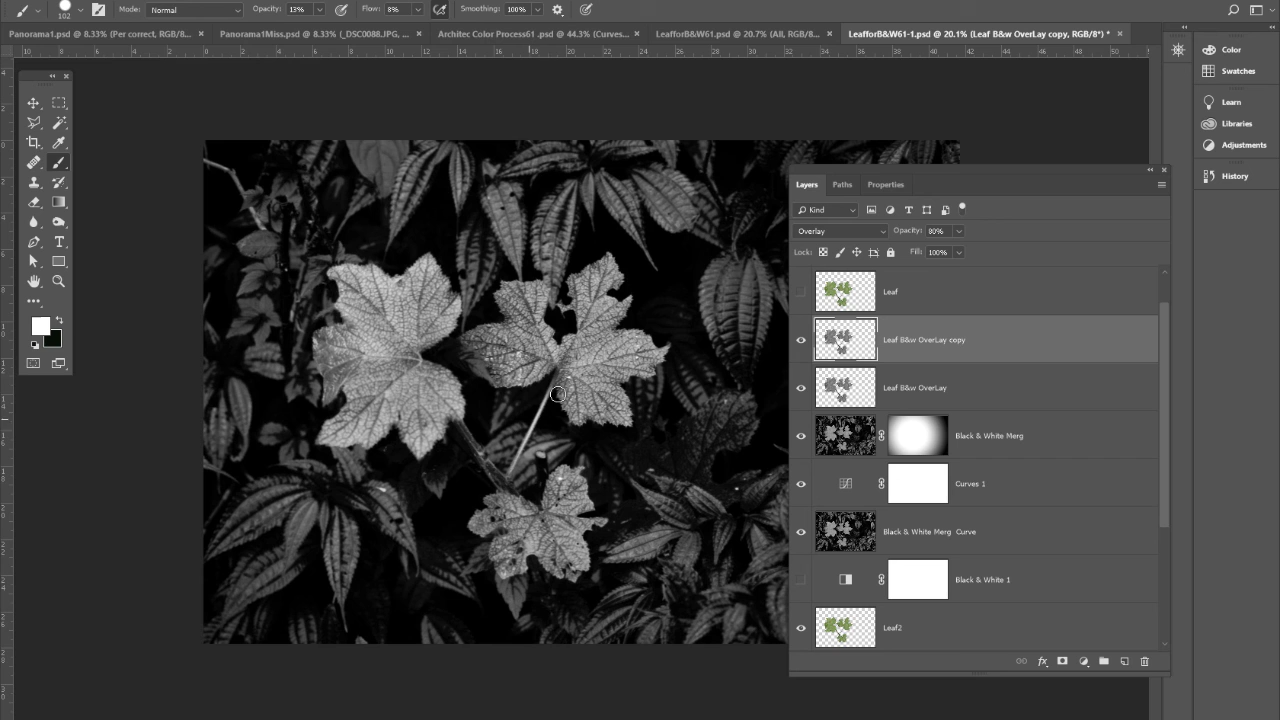 102
Mode: Normal
Opacity: 13%
Flow: 8%
Smoothing: 100%
Panorama1.psd @ 8.33% (Per correct, RGB/8...
Panorama1Miss.psd @ 8.33% (_DSC0088.JPG, ...
Architec Color Process61 .psd @ 44.3% (Curves...
LeafforB&W61.psd @ 20.7% (All, RGB/8...
LeafforB&W61-1.psd @ 20.1% (Leaf B&w OverLay copy, RGB/8*) *
Color
Swatches
Learn
Libraries
Adjustments
History
Layers
Paths
Properties
Kind
Overlay
Opacity: 80%
Lock:
Fill: 100%
Leaf
Leaf B&w OverLay copy
Leaf B&w OverLay
Black & White Merg
Curves 1
Black & White Merg Curve
Black & White 1
Leaf2